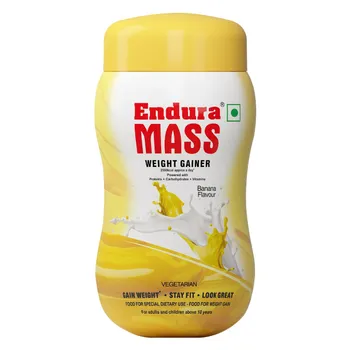 Endura®
MASS
WEIGHT GAINER
Powered with
Proteins + Carbohydrates + Vitamins
Banana
Flavour
VEGETARIAN
GAIN WEIGHT* • STAY FIT • LOOK GREAT
FOOD FOR SPECIAL DIETARY USE - FOOD FOR WEIGHT GAIN
For adults and children above 10 years